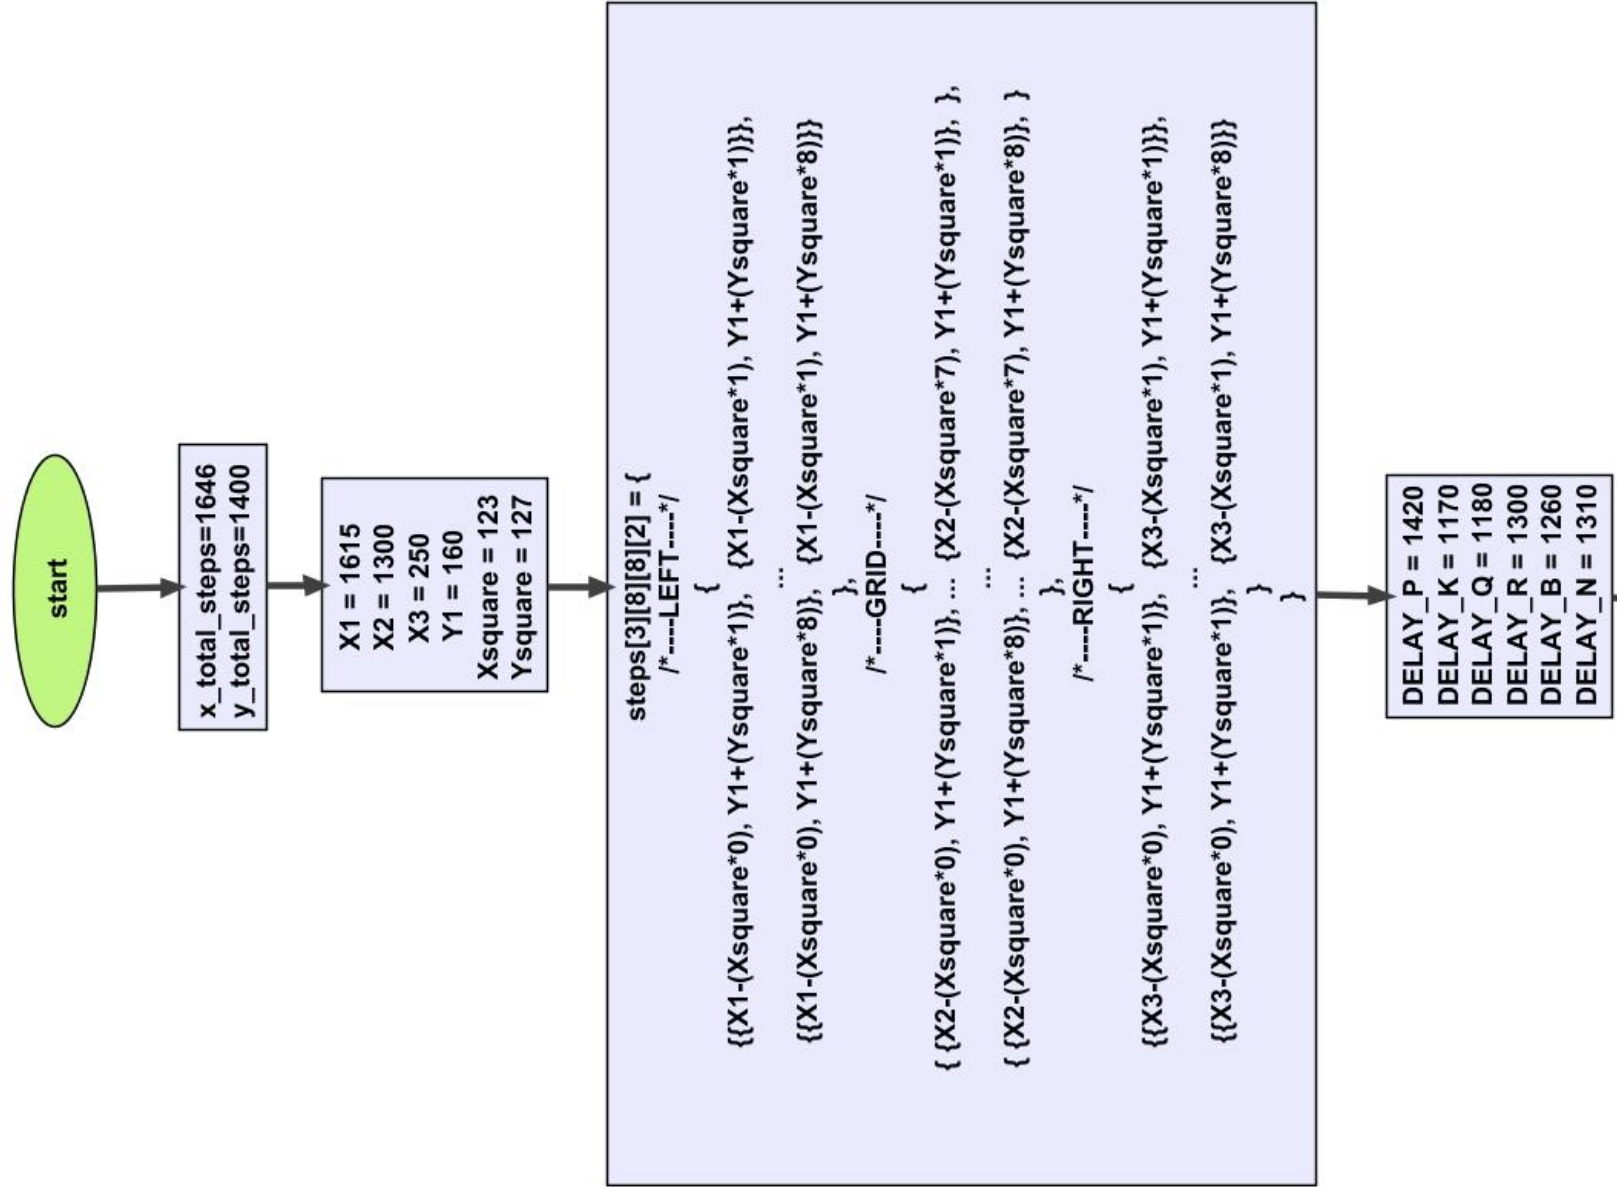 start
x_total_steps=1646
y_total_steps=1400
X1 = 1615
X2 = 1300
X3 = 250
Y1 = 160
Xsquare = 123
Ysquare = 127
steps[3][8][8][2] = {
/*----LEFT----*/
{
{{X1-(Xsquare*0), Y1+(Ysquare*1)}, {X1-(Xsquare*1), Y1+(Ysquare*1)}},
...
{{X1-(Xsquare*0), Y1+(Ysquare*8)}, {X1-(Xsquare*1), Y1+(Ysquare*8)}}
},
/*----GRID----*/
{
{ {X2-(Xsquare*0), Y1+(Ysquare*1)}, ... {X2-(Xsquare*7), Y1+(Ysquare*1)}, },
...
{ {X2-(Xsquare*0), Y1+(Ysquare*8)}, ... {X2-(Xsquare*7), Y1+(Ysquare*8)}, }
},
/*----RIGHT----*/
{
{{X3-(Xsquare*0), Y1+(Ysquare*1)}, {X3-(Xsquare*1), Y1+(Ysquare*1)}},
...
{{X3-(Xsquare*0), Y1+(Ysquare*1)}, {X3-(Xsquare*1), Y1+(Ysquare*8)}}
}
}
DELAY_P = 1420
DELAY_K = 1170
DELAY_Q = 1180
DELAY_R = 1300
DELAY_B = 1260
DELAY_N = 1310